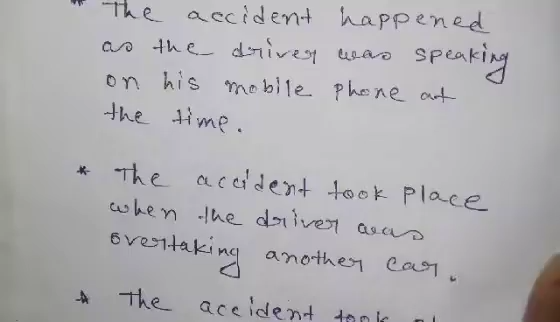 * The accident happened
as the driver was speaking
on his mobile phone at
the time.
* The accident took place
when the driver was
overtaking another car.
* The accident took